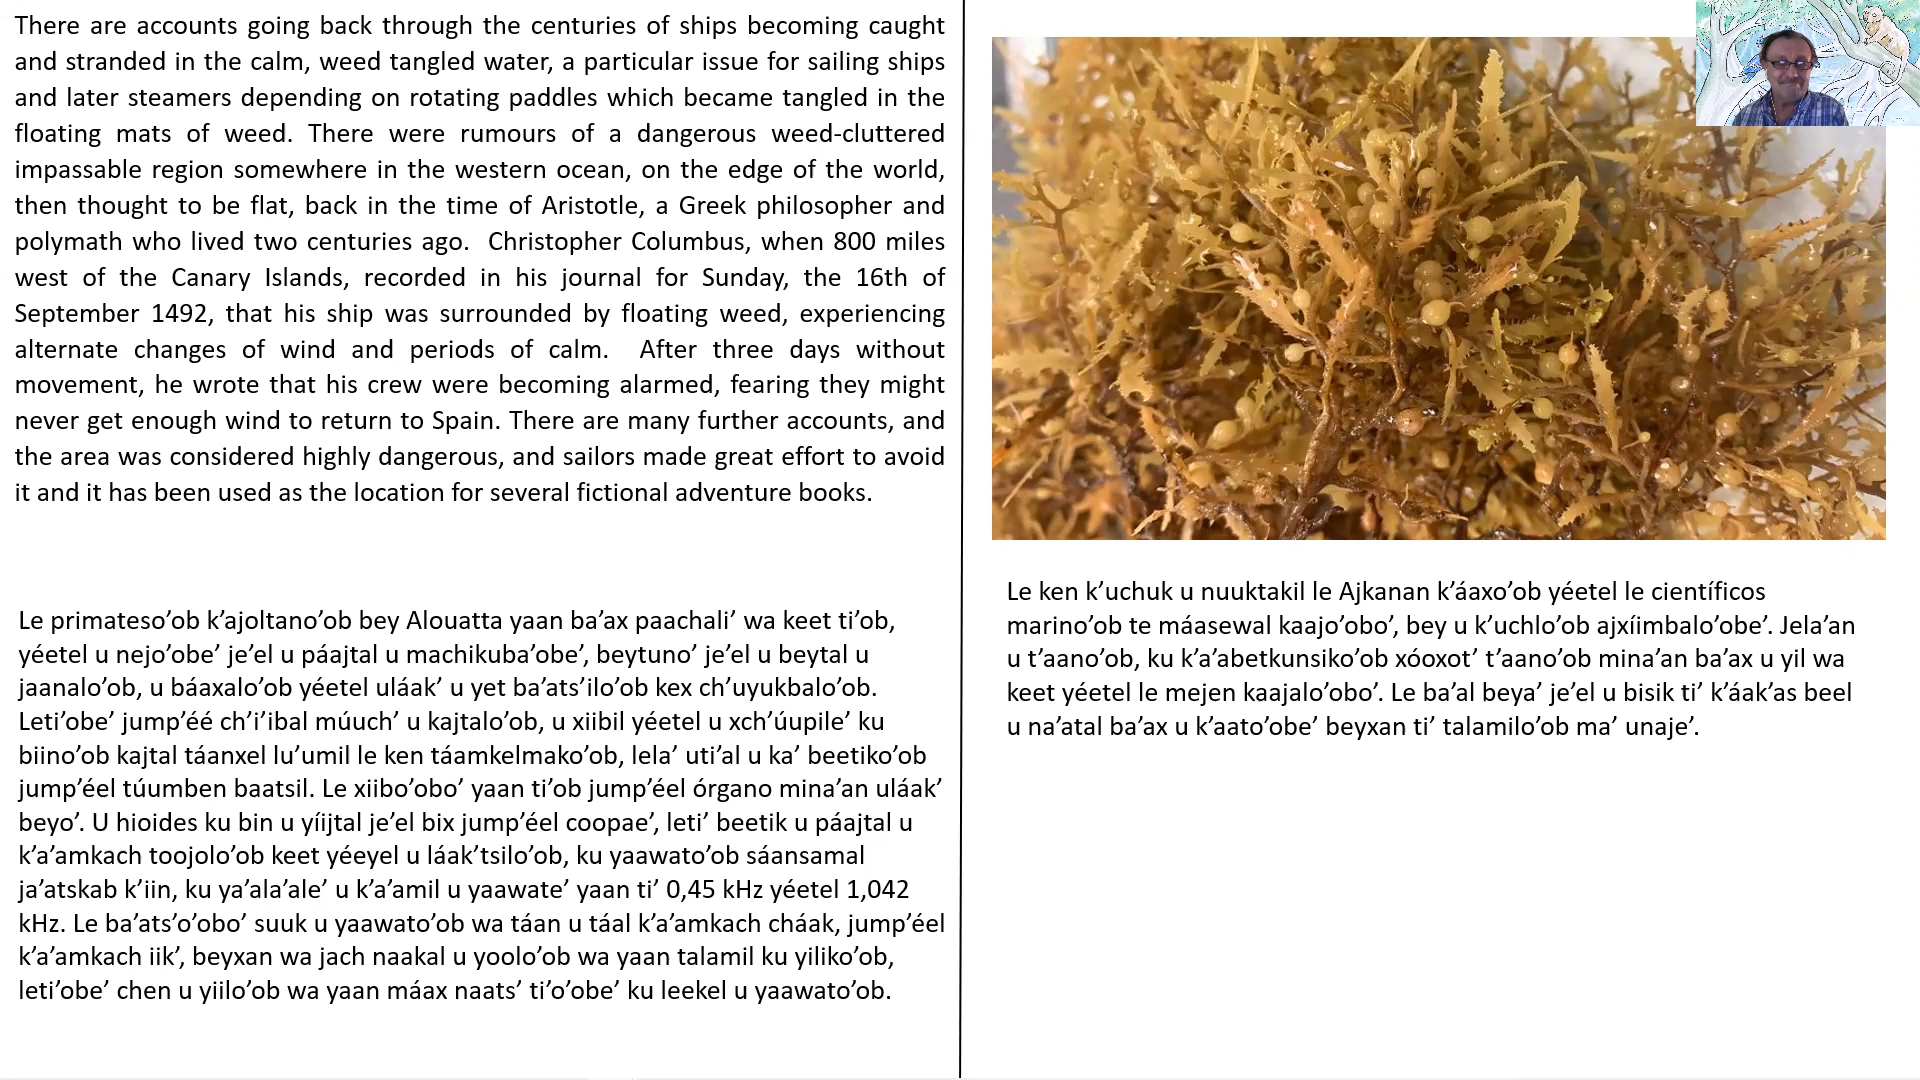 There are accounts going back through the centuries of ships becoming caught
and stranded in the calm, weed tangled water, a particular issue for sailing ships
and later steamers depending on rotating paddles which became tangled in the
floating mats of weed. There were rumours of a dangerous weed-cluttered
impassable region somewhere in the western ocean, on the edge of the world,
then thought to be flat, back in the time of Aristotle, a Greek philosopher and
polymath who lived two centuries ago. Christopher Columbus, when 800 miles
west of the Canary Islands, recorded in his journal for Sunday, the 16th of
September 1492, that his ship was surrounded by floating weed, experiencing
alternate changes of wind and periods of calm. After three days without
movement, he wrote that his crew were becoming alarmed, fearing they might
never get enough wind to return to Spain. There are many further accounts, and
the area was considered highly dangerous, and sailors made great effort to avoid
it and it has been used as the location for several fictional adventure books.
Le primateso’ob k’ajoltano’ob bey Alouatta yaan ba’ax paachali’ wa keet ti’ob,
yéetel u nejo’obe’ je’el u páajtal u machikuba’obe’, beytuno’ je’el u beytal u
jaanalo’ob, u báaxalo’ob yéetel uláak’ u yet ba’ats’ilo’ob kex ch’uyukbalo’ob.
Leti’obe’ jump’éé ch’i’ibal múuch’ u kajtalo’ob, u xiibil yéetel u xch’úupile’ ku
biino’ob kajtal táanxel lu’umil le ken táamkelmako’ob, lela’ uti’al u ka’ beetiko’ob
jump’éel túumben baatsil. Le xiibo’obo’ yaan ti’ob jump’éel órgano mina’an uláak’
beyo’. U hioides ku bin u yíijtal je’el bix jump’éel coopae’, leti’ beetik u páajtal u
k’a’amkach toojolo’ob keet yéeyel u láak’tsilo’ob, ku yaawato’ob sáansamal
ja’atskab k’iin, ku ya’ala’ale’ u k’a’amil u yaawate’ yaan ti’ 0,45 kHz yéetel 1,042
kHz. Le ba’ats’o’obo’ suuk u yaawato’ob wa táan u táal k’a’amkach cháak, jump’éel
k’a’amkach iik’, beyxan wa jach naakal u yoolo’ob wa yaan talamil ku yiliko’ob,
leti’obe’ chen u yiilo’ob wa yaan máax naats’ ti’o’obe’ ku leekel u yaawato’ob.
Le ken k’uchuk u nuuktakil le Ajkanan k’áaxo’ob yéetel le científicos
marino’ob te máasewal kaajo’obo’, bey u k’uchlo’ob ajxíimbalo’obe’. Jela’an
u t’aano’ob, ku k’a’abetkunsiko’ob xóoxot’ t’aano’ob mina’an ba’ax u yil wa
keet yéetel le mejen kaajalo’obo’. Le ba’al beya’ je’el u bisik ti’ k’áak’as beel
u na’atal ba’ax u k’aato’obe’ beyxan ti’ talamilo’ob ma’ unaje’.